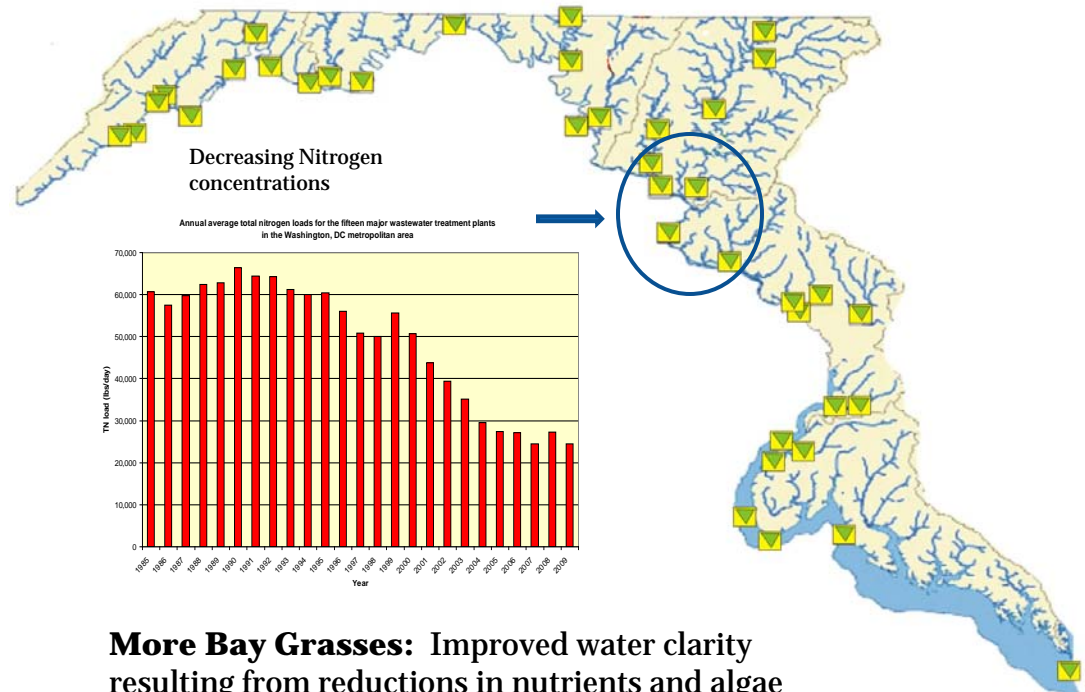 Decreasing Nitrogen
concentrations
Annual average total nitrogen loads for the fifteen major wastewater treatment plants
in the Washington, DC metropolitan area
70,000
60,000
50,000
40,000
30,000
20,000
10,000
0
TN load (lbs/day)
1985 1986 1987 1988 1989 1990 1991 1992 1993 1994 1995 1996 1997 1998 1999 2000 2001 2002 2003 2004 2005 2006 2007 2008 2009
Year
More Bay Grasses: Improved water clarity
resulting from reductions in nutrients and algae